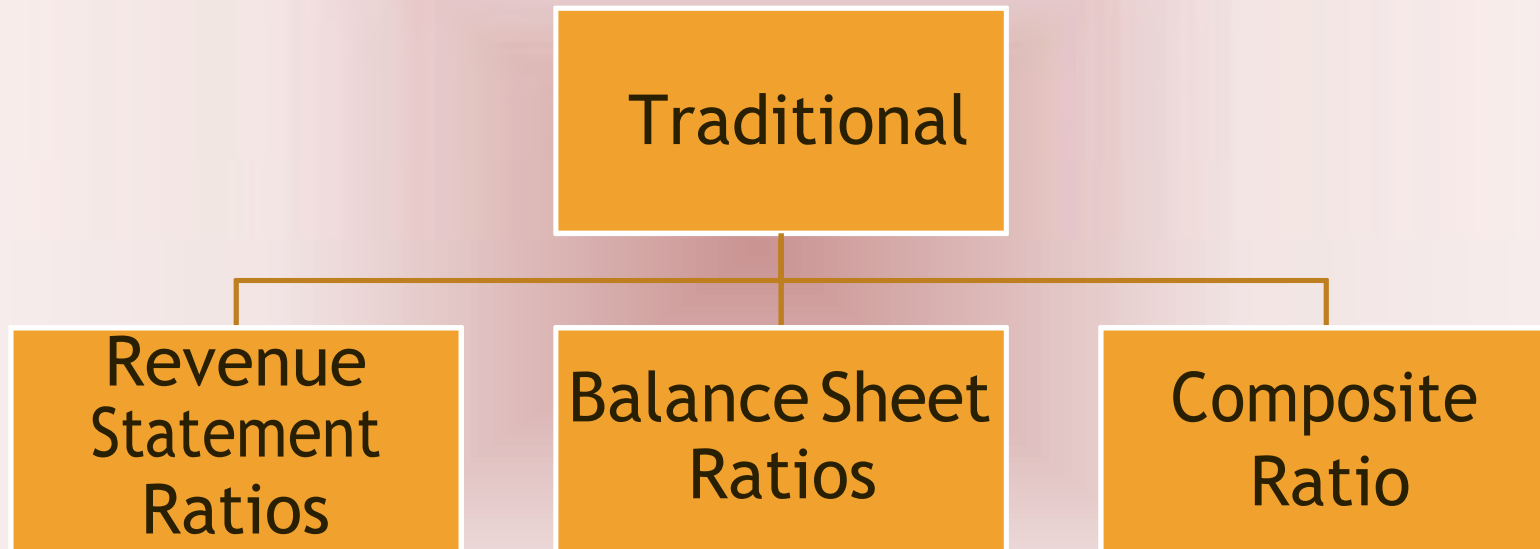 Traditional
Revenue
Statement
Ratios
Balance Sheet
Ratios
Composite
Ratio